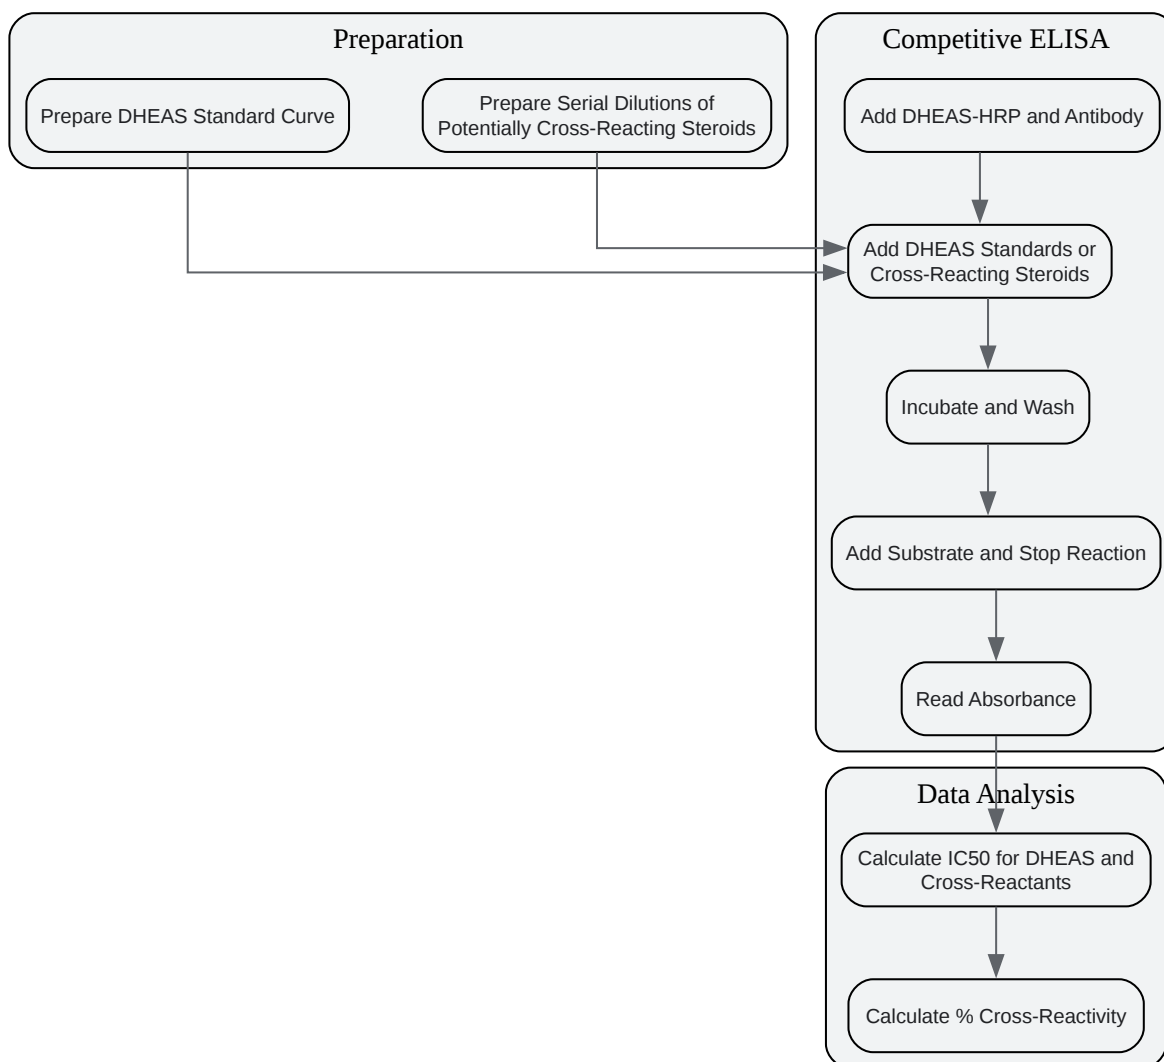 Preparation
Prepare DHEAS Standard Curve
Prepare Serial Dilutions of
Potentially Cross-Reacting Steroids
Competitive ELISA
Add DHEAS-HRP and Antibody
Add DHEAS Standards or
Cross-Reacting Steroids
Incubate and Wash
Add Substrate and Stop Reaction
Read Absorbance
Data Analysis
Calculate IC50 for DHEAS and
Cross-Reactants
Calculate % Cross-Reactivity